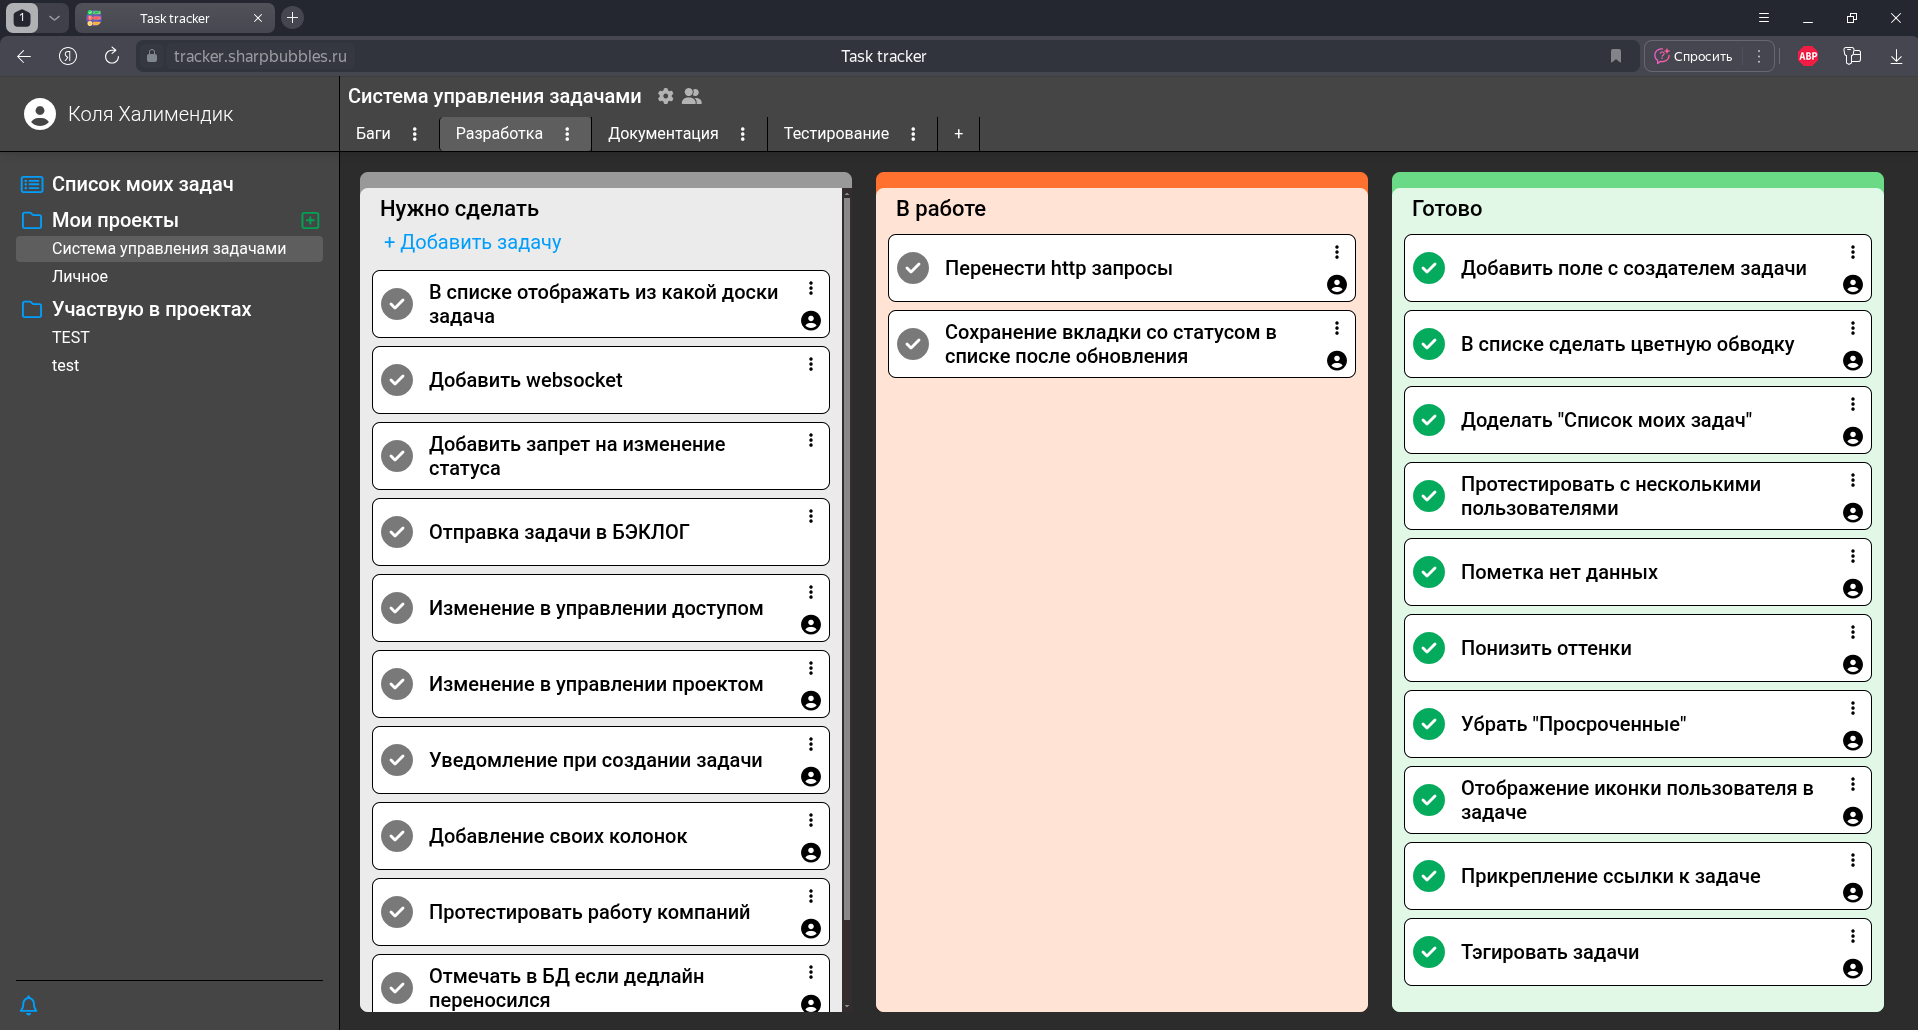 1
Task tracker
tracker.sharpbubbles.ru
Task tracker
Спросить
ABP
Коля Халимендик
Список моих задач
Мои проекты
Система управления задачами
Личное
Участвую в проектах
TEST
test
Система управления задачами
Баги
Разработка
Документация
Тестирование
+
Нужно сделать
+ Добавить задачу
В списке отображать из какой доски
задача
Добавить websocket
Добавить запрет на изменение
статуса
Отправка задачи в БЭКЛОГ
Изменение в управлении доступом
Изменение в управлении проектом
Уведомление при создании задачи
Добавление своих колонок
Протестировать работу компаний
Отмечать в БД если дедлайн
переносился
В работе
Перенести http запросы
Сохранение вкладки со статусом в
списке после обновления
Готово
Добавить поле с создателем задачи
В списке сделать цветную обводку
Доделать "Список моих задач"
Протестировать с несколькими
пользователями
Пометка нет данных
Понизить оттенки
Убрать "Просроченные"
Отображение иконки пользователя в
задаче
Прикрепление ссылки к задаче
Тэгировать задачи